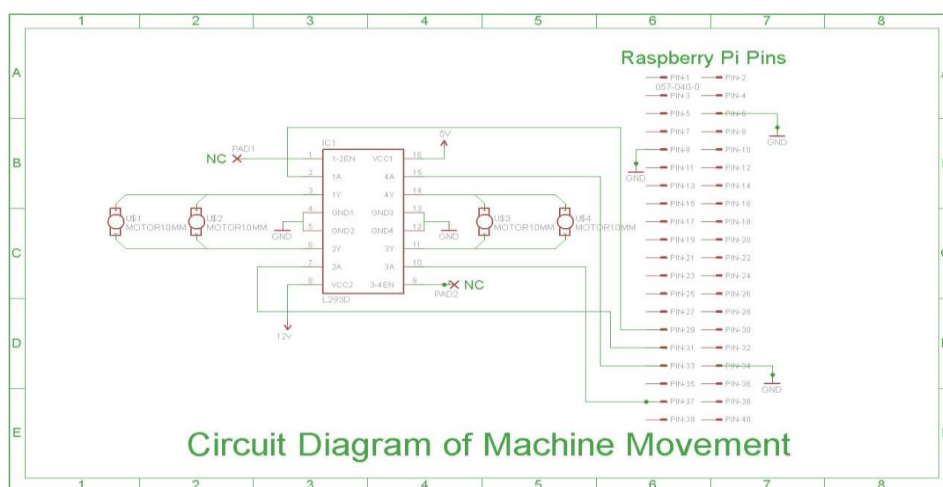 1 2 3 4 5 6 7 8
A
B
C
D
E
Raspberry Pi Pins
PIN-1 PIN-2
057-040-0
PIN-3 PIN-4
PIN-5 PIN-6
PIN-7 PIN-8
PIN-9 PIN-10
PIN-11 PIN-12
PIN-13 PIN-14
PIN-15 PIN-16
PIN-17 PIN-18
PIN-19 PIN-20
PIN-21 PIN-22
PIN-23 PIN-24
PIN-25 PIN-26
PIN-27 PIN-28
PIN-29 PIN-30
PIN-31 PIN-32
PIN-33 PIN-34
PIN-35 PIN-36
PIN-37 PIN-38
PIN-39 PIN-40
GND
GND
GND
5V
IC1
NC PAD1
1 1-2EN VCC1 16
2 1A 4A 15
3 1Y 4Y 14
4 GND1 GND3 13
5 GND2 GND4 12
6 2Y 3Y 11
7 2A 3A 10
8 VCC2 3-4EN 9
L293D
PAD2 NC
GND
GND
U$1
MOTOR10MM
U$2
MOTOR10MM
U$3
MOTOR10MM
U$4
MOTOR10MM
12v
Circuit Diagram of Machine Movement
1 2 3 4 5 6 7 8